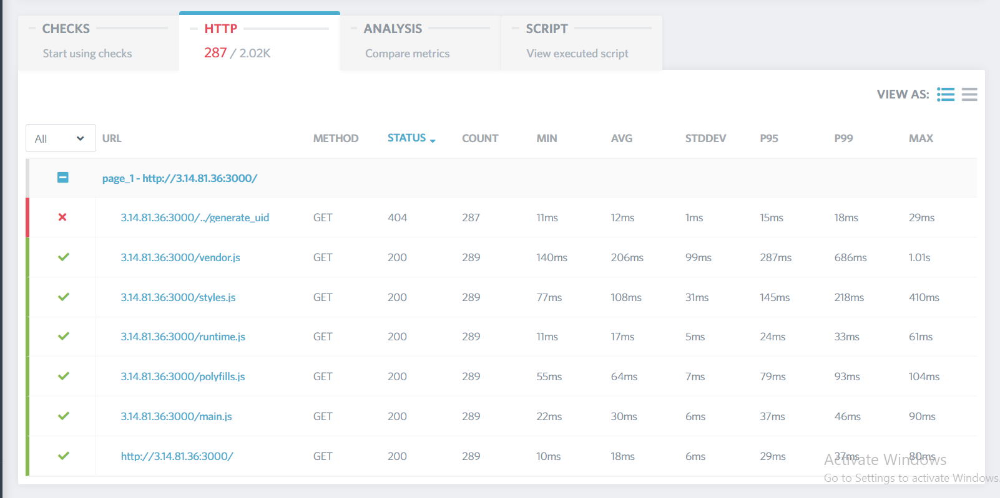 CHECKS HTTP ANALYSIS SCRIPT
Start using checks 287 / 2.02K Compare metrics View executed script
VIEW AS:
All URL METHOD STATUS COUNT MIN AVG STDDEV P95 P99 MAX
page_1 - http://3.14.81.36:3000/
3.14.81.36:3000/../generate_uid GET 404 287 11ms 12ms 1ms 15ms 18ms 29ms
3.14.81.36:3000/vendor.js GET 200 289 140ms 206ms 99ms 287ms 686ms 1.01s
3.14.81.36:3000/styles.js GET 200 289 77ms 108ms 31ms 145ms 218ms 410ms
3.14.81.36:3000/runtime.js GET 200 289 11ms 17ms 5ms 24ms 33ms 61ms
3.14.81.36:3000/polyfills.js GET 200 289 55ms 64ms 7ms 79ms 93ms 104ms
3.14.81.36:3000/main.js GET 200 289 22ms 30ms 6ms 37ms 46ms 90ms
http://3.14.81.36:3000/ GET 200 289 10ms 18ms 6ms 29ms 37ms 80ms
Activate Windows
Go to Settings to activate Windows.